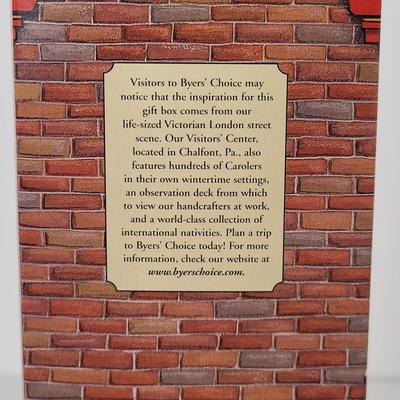 Visitors to Byers' Choice may
notice that the inspiration for this
gift box comes from our
life-sized Victorian London street
scene. Our Visitors' Center,
located in Chalfont, Pa., also
features hundreds of Carolers
in their own wintertime settings,
an observation deck from which
to view our handcrafters at work,
and a world-class collection of
international nativities. Plan a trip
to Byers' Choice today! For more
information, check our website at
www.byerschoice.com.